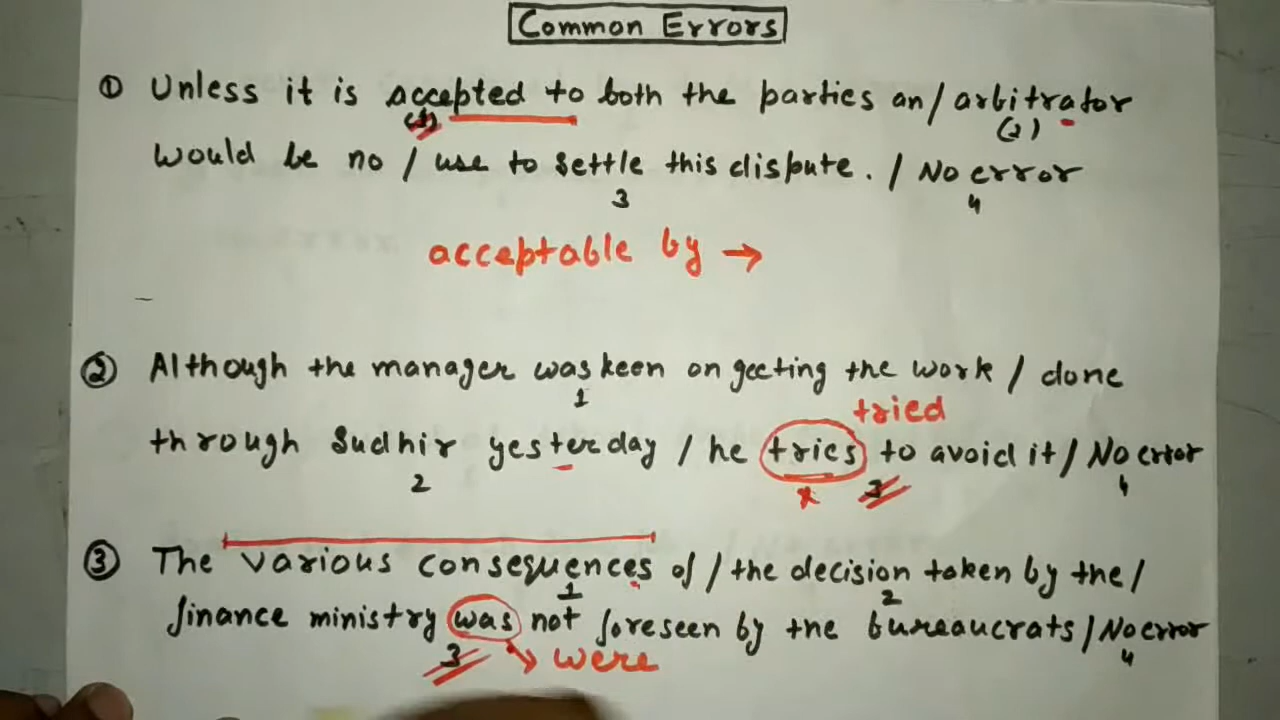 Common Errors
① Unless it is accepted to both the parties an / arbitrator
(1) (2)
would be no / use to settle this dispute. / No error
3 4
acceptable by →
② Although the manager was keen on geeting the work / done
1
tried
through Sudhir yesterday / he tries to avoid it / No error
2 x 3 4
③ The various consequences of / the decision taken by the /
1 2
finance ministry was not foreseen by the bureaucrats / No error
3 → were 4